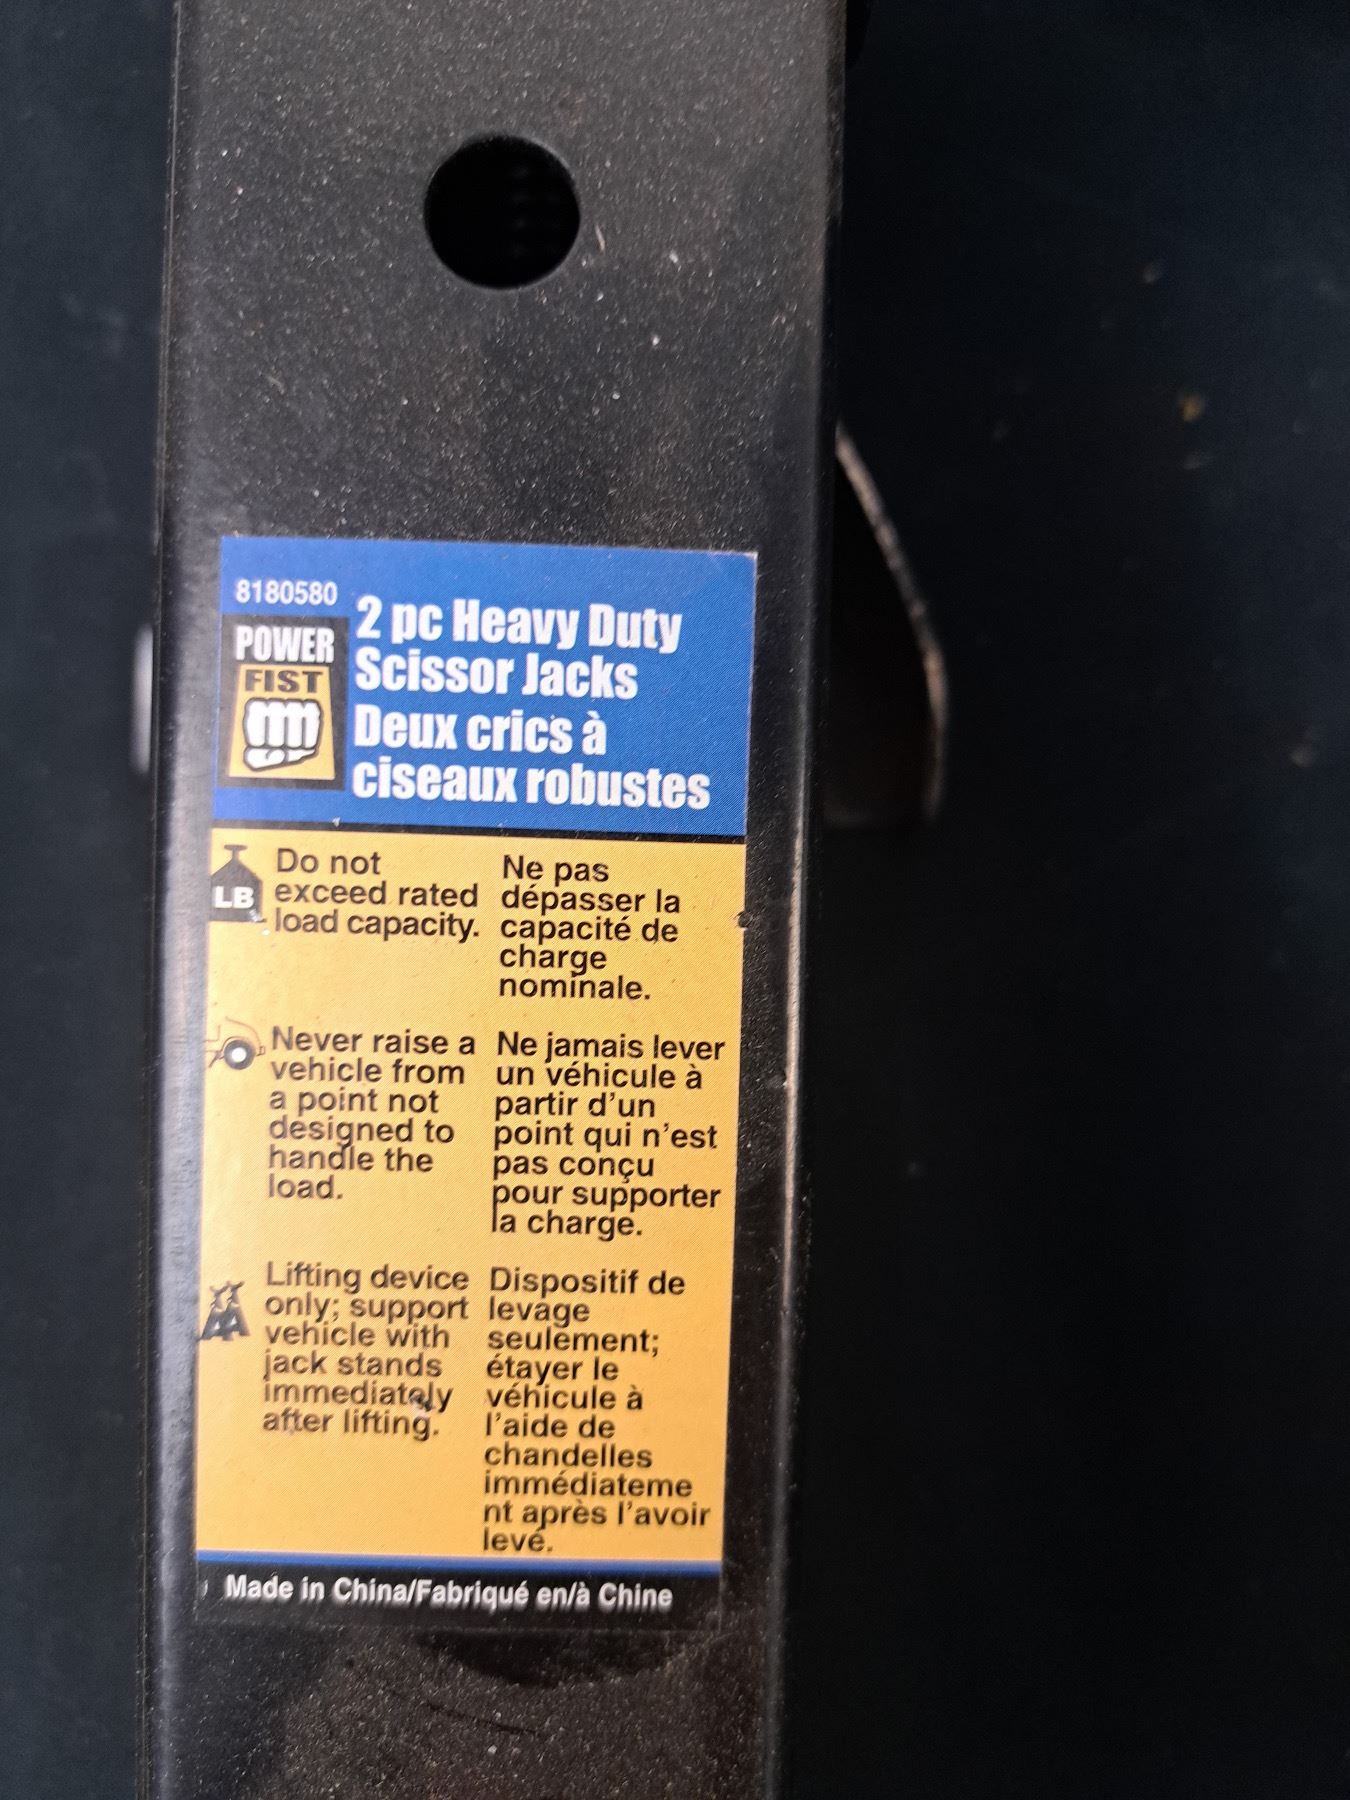 8180580
POWER
FIST
2 pc Heavy Duty
Scissor Jacks
Deux crics à
ciseaux robustes
LB
Do not
exceed rated
load capacity.
Ne pas
dépasser la
capacité de
charge
nominale.
Never raise a
vehicle from
a point not
designed to
handle the
load.
Ne jamais lever
un véhicule à
partir d'un
point qui n'est
pas conçu
pour supporter
la charge.
Lifting device
only; support
vehicle with
jack stands
immediately
after lifting.
Dispositif de
levage
seulement;
étayer le
véhicule à
l'aide de
chandelles
immédiateme
nt après l'avoir
levé.
Made in China/Fabriqué en/à Chine